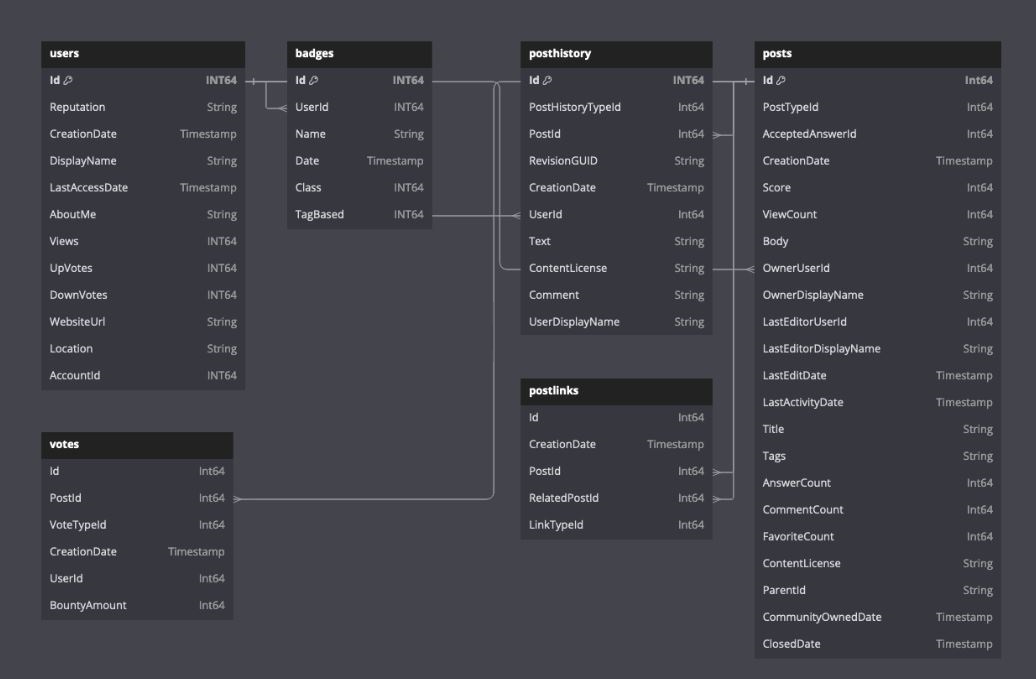 users
Id INT64
Reputation String
CreationDate Timestamp
DisplayName String
LastAccessDate Timestamp
AboutMe String
Views INT64
UpVotes INT64
DownVotes INT64
WebsiteUrl String
Location String
AccountId INT64
badges
Id INT64
UserId INT64
Name String
Date Timestamp
Class INT64
TagBased INT64
posthistory
Id INT64
PostHistoryTypeId Int64
PostId Int64
RevisionGUID String
CreationDate Timestamp
UserId Int64
Text String
ContentLicense String
Comment String
UserDisplayName String
posts
Id Int64
PostTypeId Int64
AcceptedAnswerId Int64
CreationDate Timestamp
Score Int64
ViewCount Int64
Body String
OwnerUserId Int64
OwnerDisplayName String
LastEditorUserId Int64
LastEditorDisplayName String
LastEditDate Timestamp
LastActivityDate Timestamp
Title String
Tags String
AnswerCount Int64
CommentCount Int64
FavoriteCount Int64
ContentLicense String
ParentId String
CommunityOwnedDate Timestamp
ClosedDate Timestamp
votes
Id Int64
PostId Int64
VoteTypeId Int64
CreationDate Timestamp
UserId Int64
BountyAmount Int64
postlinks
Id Int64
CreationDate Timestamp
PostId Int64
RelatedPostId Int64
LinkTypeId Int64